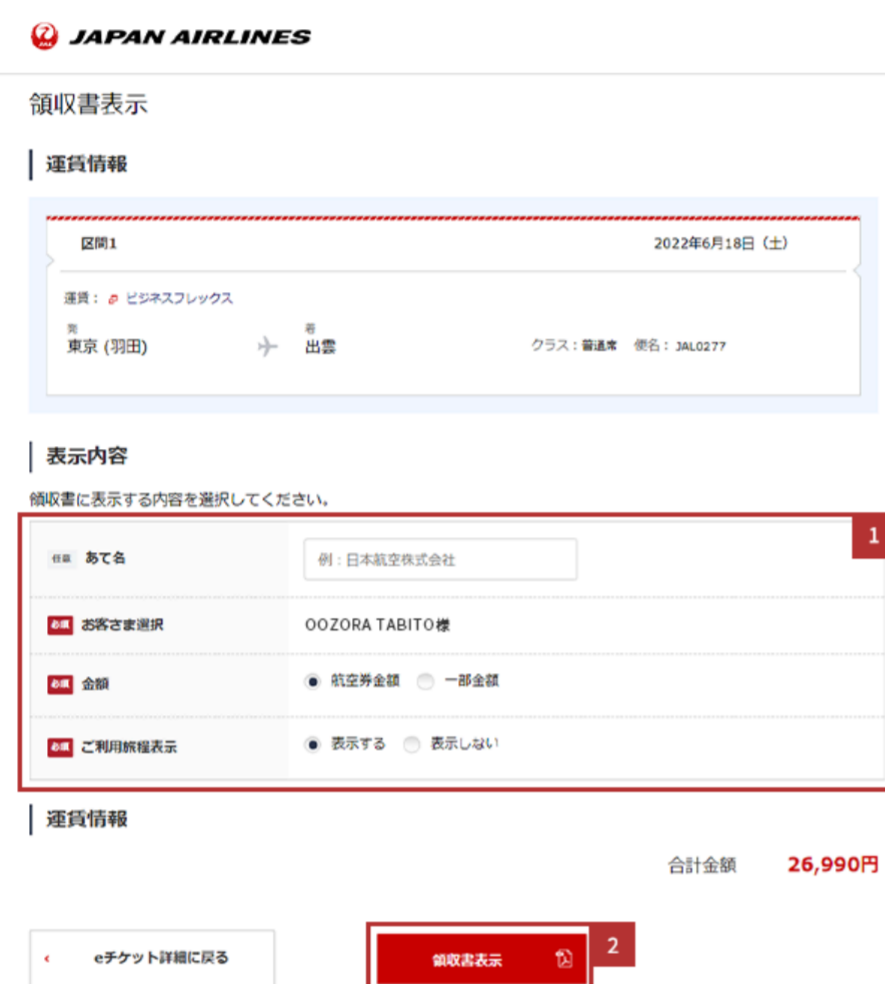 JAPAN AIRLINES
領収書表示
運賃情報
区間1 2022年6月18日（土）
運賃： ビジネスフレックス
発 着
東京 (羽田) 出雲 クラス：普通席 便名： JAL0277
表示内容
領収書に表示する内容を選択してください。
1
任意 あて名 例：日本航空株式会社
必須 お客さま選択 OOZORA TABITO様
必須 金額 航空券金額 一部金額
必須 ご利用旅程表示 表示する 表示しない
運賃情報
合計金額 26,990円
eチケット詳細に戻る 領収書表示 2